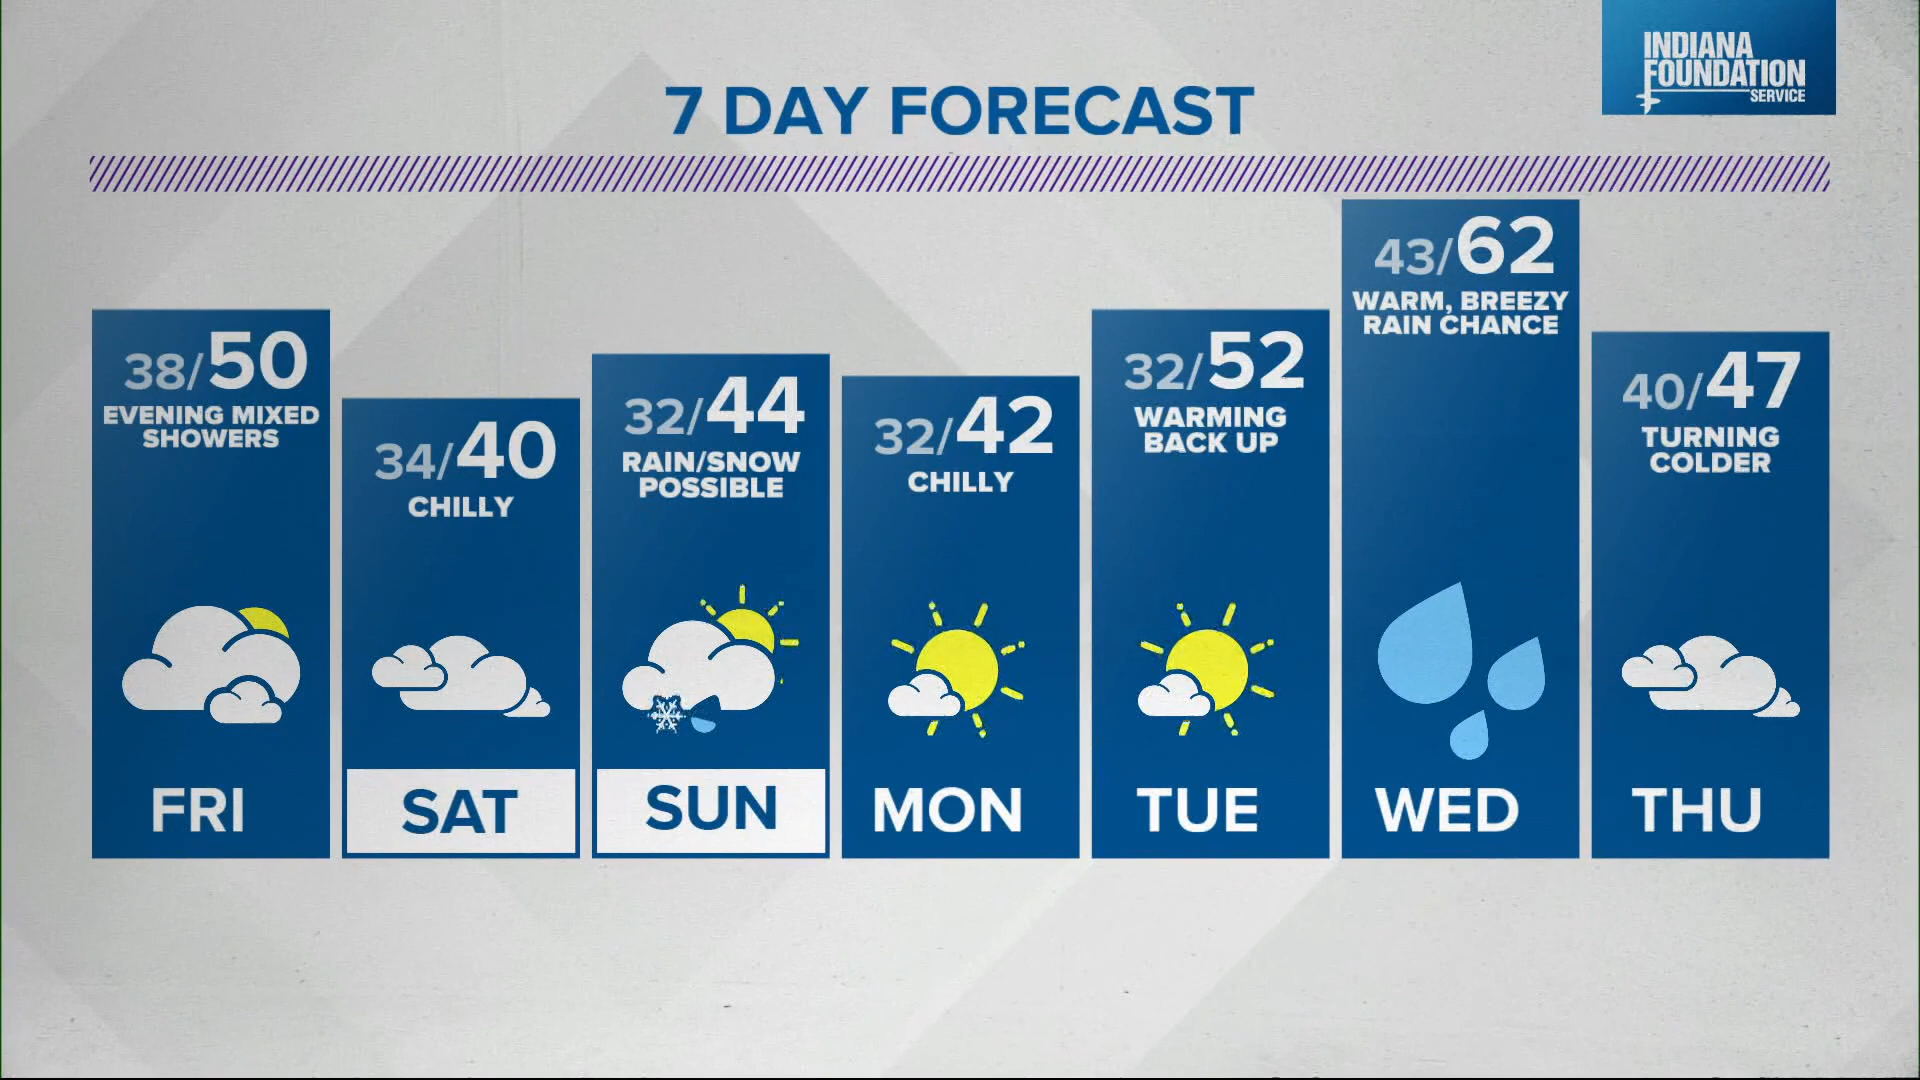 INDIANA
FOUNDATION
SERVICE
7 DAY FORECAST
38/50
EVENING MIXED
SHOWERS
FRI
34/40
CHILLY
SAT
32/44
RAIN/SNOW
POSSIBLE
SUN
32/42
CHILLY
MON
32/52
WARMING
BACK UP
TUE
43/62
WARM, BREEZY
RAIN CHANCE
WED
40/47
TURNING
COLDER
THU